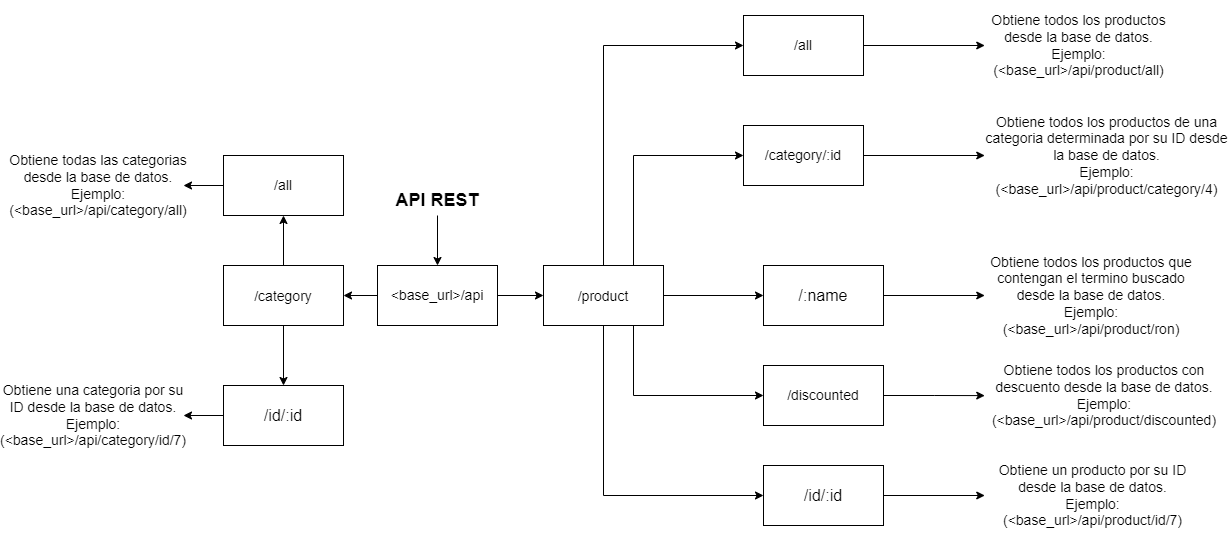 API REST
<base_url>/api
/category
/all
Obtiene todas las categorias
desde la base de datos.
Ejemplo:
(<base_url>/api/category/all)
/id/:id
Obtiene una categoria por su
ID desde la base de datos.
Ejemplo:
(<base_url>/api/category/id/7)
/product
/all
Obtiene todos los productos
desde la base de datos.
Ejemplo:
(<base_url>/api/product/all)
/category/:id
Obtiene todos los productos de una
categoria determinada por su ID desde
la base de datos.
Ejemplo:
(<base_url>/api/product/category/4)
/:name
Obtiene todos los productos que
contengan el termino buscado
desde la base de datos.
Ejemplo:
(<base_url>/api/product/ron)
/discounted
Obtiene todos los productos con
descuento desde la base de datos.
Ejemplo:
(<base_url>/api/product/discounted)
/id/:id
Obtiene un producto por su ID
desde la base de datos.
Ejemplo:
(<base_url>/api/product/id/7)